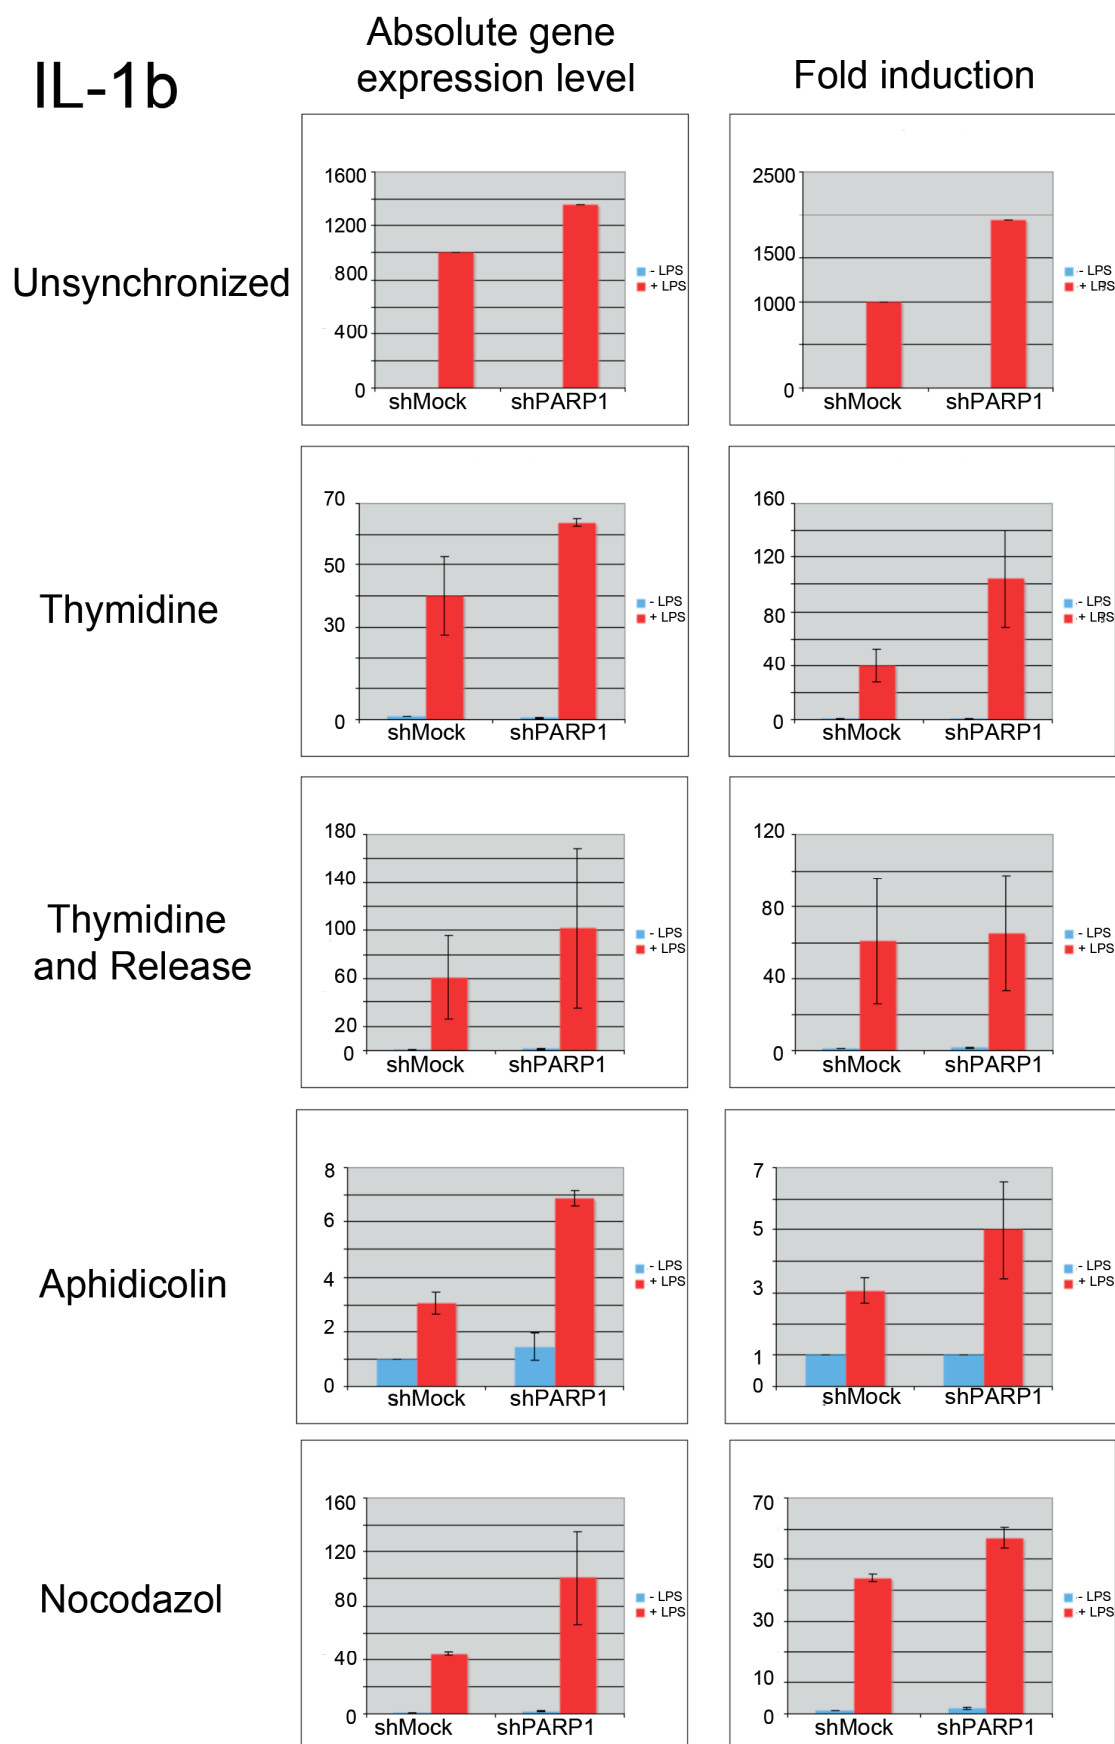 IL-1b
Absolute gene
expression level
Fold induction
Unsynchronized
1600
1200
800
400
0
shMock shPARP1
- LPS
+ LPS
2500
1500
1000
0
shMock shPARP1
- LPS
+ LPS
Thymidine
70
50
30
0
shMock shPARP1
- LPS
+ LPS
160
120
80
40
0
shMock shPARP1
- LPS
+ LPS
Thymidine
and Release
180
140
100
60
20
0
shMock shPARP1
- LPS
+ LPS
120
80
40
0
shMock shPARP1
- LPS
+ LPS
Aphidicolin
8
6
4
2
0
shMock shPARP1
- LPS
+ LPS
7
5
3
1
0
shMock shPARP1
- LPS
+ LPS
Nocodazol
160
120
80
40
0
shMock shPARP1
- LPS
+ LPS
70
50
30
10
0
shMock shPARP1
- LPS
+ LPS